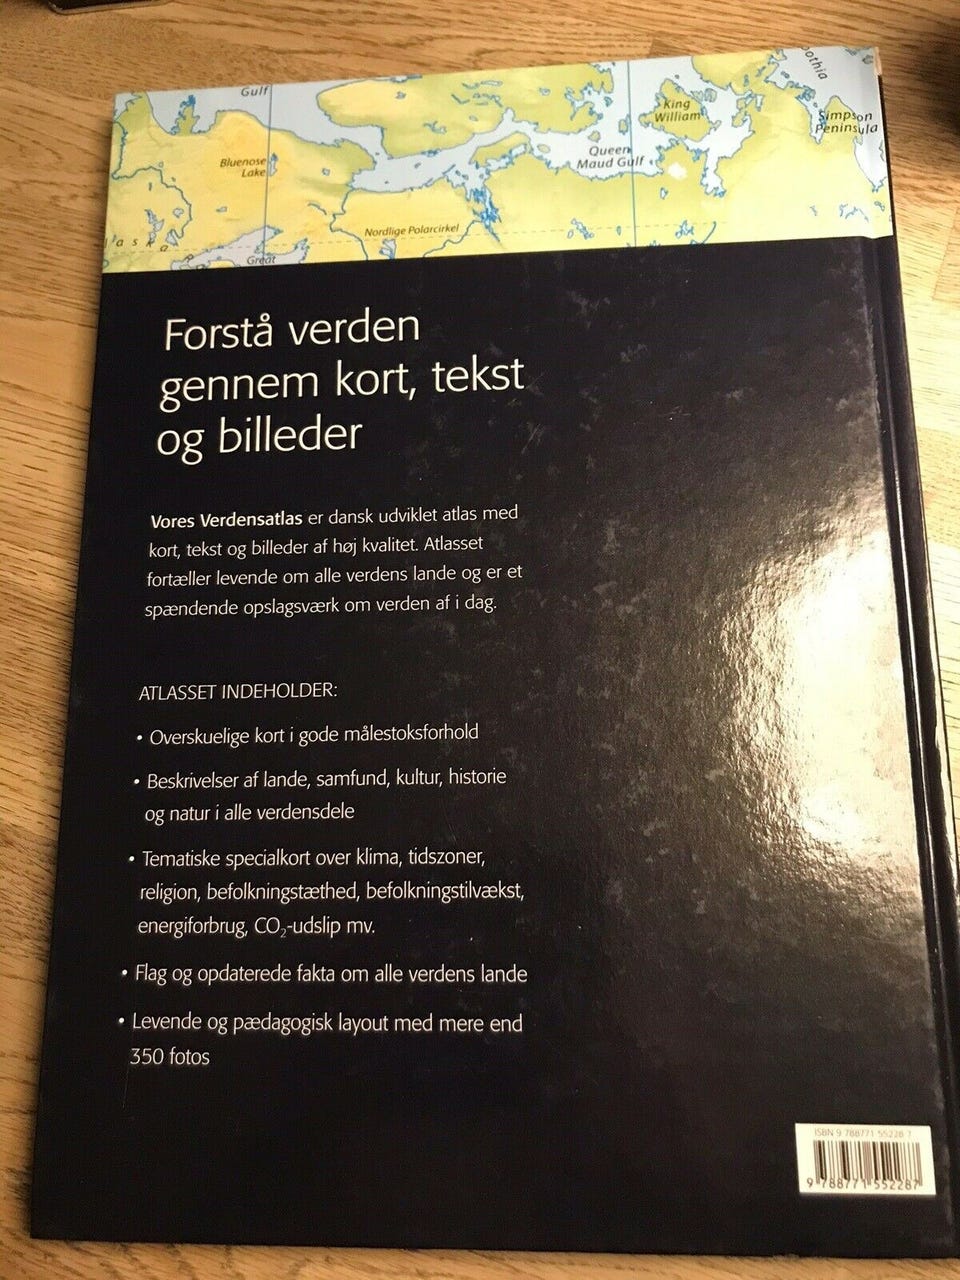 Gulf
Bluenose
Lake
Great
Nordlige Polarcirkel
Queen
Maud Gulf
King
William
Simpson
Peninsula
Forstå verden
gennem kort, tekst
og billeder
Vores Verdensatlas er dansk udviklet atlas med
kort, tekst og billeder af høj kvalitet. Atlasset
fortæller levende om alle verdens lande og er et
spændende opslagsværk om verden af i dag.
ATLASSET INDEHOLDER:
• Overskuelige kort i gode målestoksforhold
• Beskrivelser af lande, samfund, kultur, historie
og natur i alle verdensdele
• Tematiske specialkort over klima, tidszoner,
religion, befolkningstæthed, befolkningstilvækst,
energiforbrug, CO₂-udslip mv.
• Flag og opdaterede fakta om alle verdens lande
• Levende og pædagogisk layout med mere end
350 fotos
ISBN 9 788771 55228 7
9 788771 552287